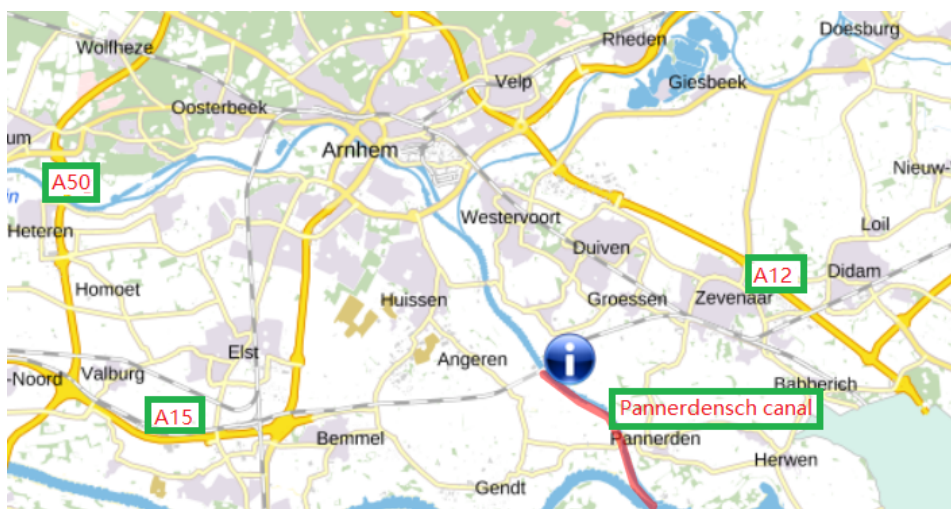 Wolfheze
Rheden
Doesburg
Velp
Giesbeek
Oosterbeek
um
Arnhem
A50
Nieuw-
in
Heteren
Westervoort
Loil
Duiven
A12
Didam
Homoet
Huissen
Groessen
Zevenaar
Elst
i
Angeren
-Noord
Valburg
Babberich
A15
Pannerdensch canal
Bemmel
Pannerden
Herwen
Gendt